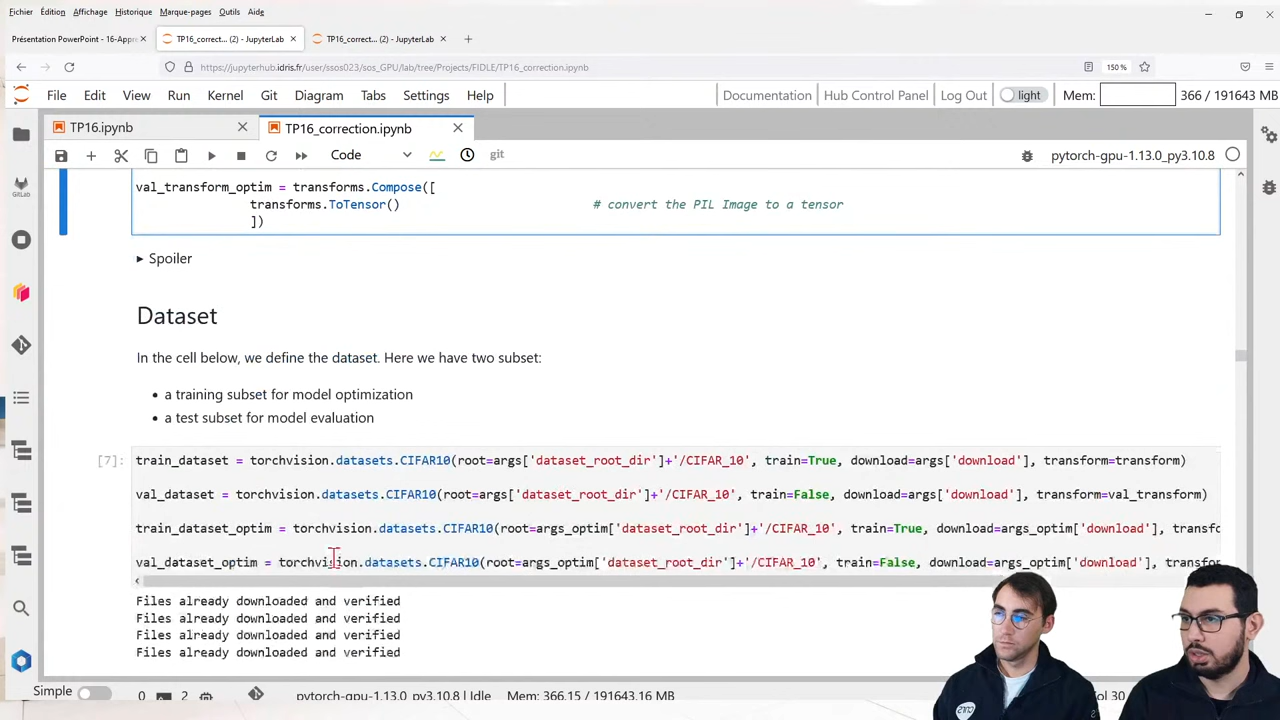 Fichier Édition Affichage Historique Marque-pages Outils Aide
Présentation PowerPoint - 16-Appre
TP16_correct... (2) - JupyterLab
TP16_correct... (2) - JupyterLab
https://jupyterhub.idris.fr/user/ssos023/sos_GPU/lab/tree/Projects/FIDLE/TP16_correction.ipynb
150 %
File Edit View Run Kernel Git Diagram Tabs Settings Help
Documentation Hub Control Panel Log Out light Mem: 366 / 191643 MB
TP16.ipynb
TP16_correction.ipynb
Code
git
pytorch-gpu-1.13.0_py3.10.8
GitLab
val_transform_optim = transforms.Compose([
transforms.ToTensor() # convert the PIL Image to a tensor
])
Spoiler
Dataset
In the cell below, we define the dataset. Here we have two subset:
• a training subset for model optimization
• a test subset for model evaluation
[7]:
train_dataset = torchvision.datasets.CIFAR10(root=args['dataset_root_dir']+'/CIFAR_10', train=True, download=args['download'], transform=transform)
val_dataset = torchvision.datasets.CIFAR10(root=args['dataset_root_dir']+'/CIFAR_10', train=False, download=args['download'], transform=val_transform)
train_dataset_optim = torchvision.datasets.CIFAR10(root=args_optim['dataset_root_dir']+'/CIFAR_10', train=True, download=args_optim['download'], transfo
val_dataset_optim = torchvision.datasets.CIFAR10(root=args_optim['dataset_root_dir']+'/CIFAR_10', train=False, download=args_optim['download'], transfor
Files already downloaded and verified
Files already downloaded and verified
Files already downloaded and verified
Files already downloaded and verified
Simple 0 2 pytorch-gpu-1.13.0_py3.10.8 | Idle Mem: 366.15 / 191643.16 MB
Col 30
cnrs